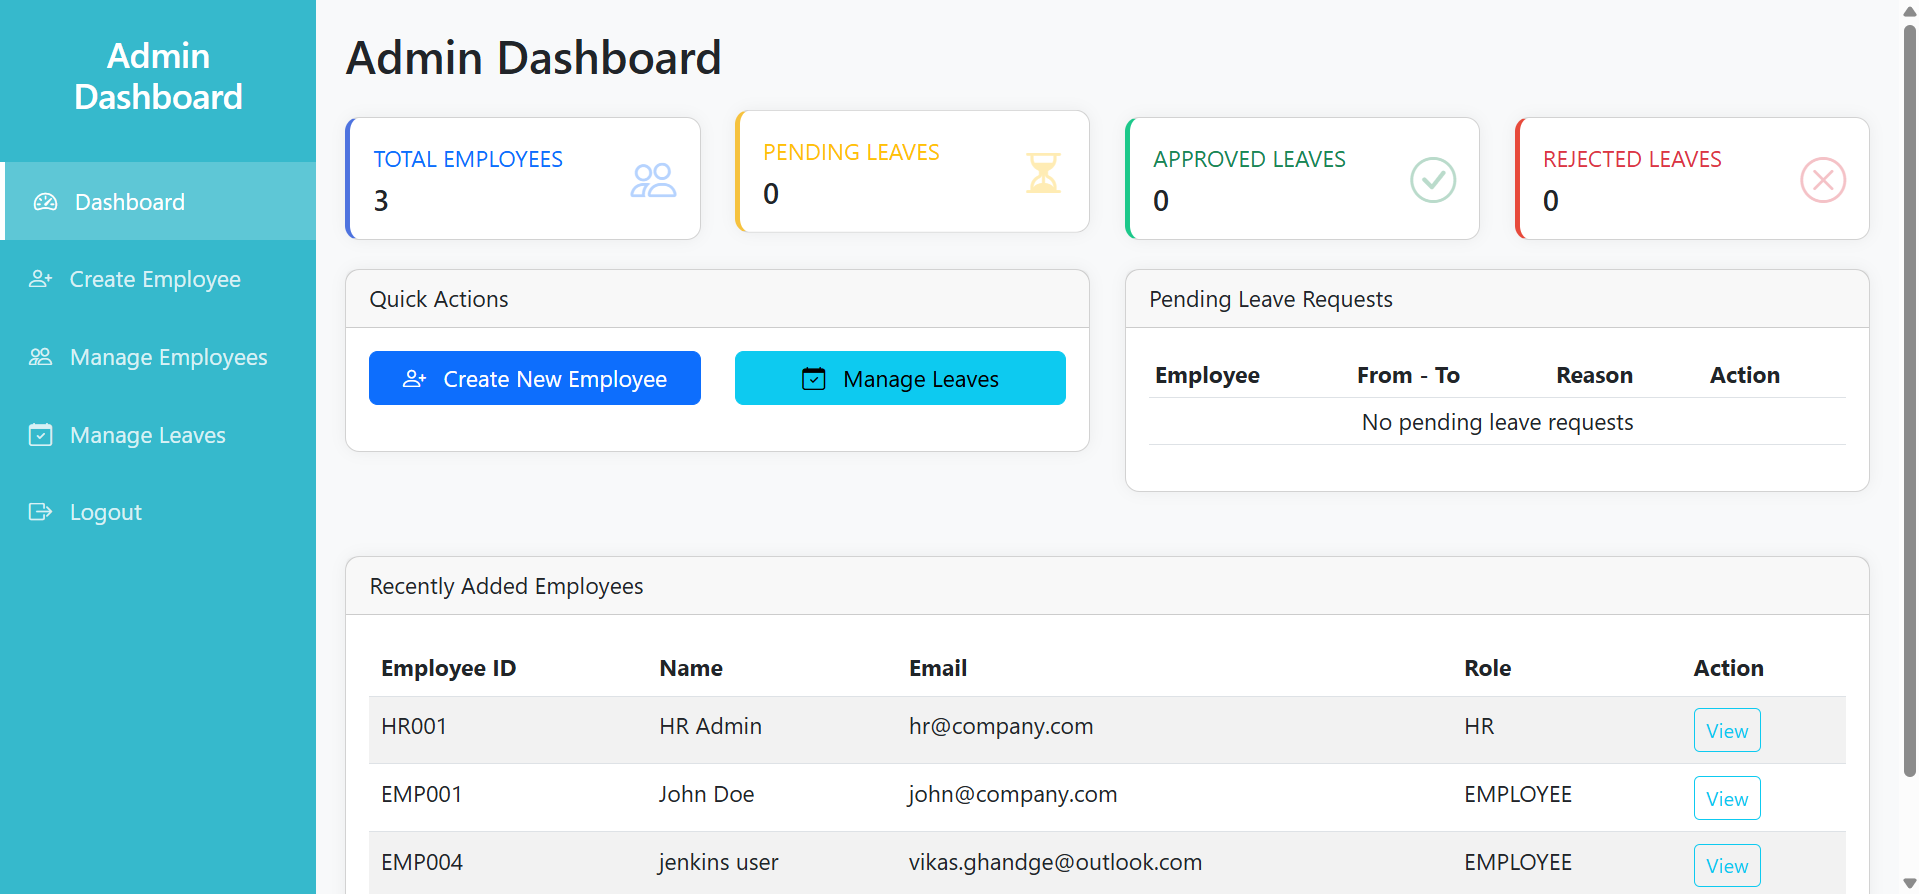 Admin
Dashboard
Dashboard
Create Employee
Manage Employees
Manage Leaves
Logout
Admin Dashboard
TOTAL EMPLOYEES
3
PENDING LEAVES
0
APPROVED LEAVES
0
REJECTED LEAVES
0
Quick Actions
Create New Employee
Manage Leaves
Pending Leave Requests
Employee From - To Reason Action
No pending leave requests
Recently Added Employees
Employee ID Name Email Role Action
HR001 HR Admin hr@company.com HR View
EMP001 John Doe john@company.com EMPLOYEE View
EMP004 jenkins user vikas.ghandge@outlook.com EMPLOYEE View